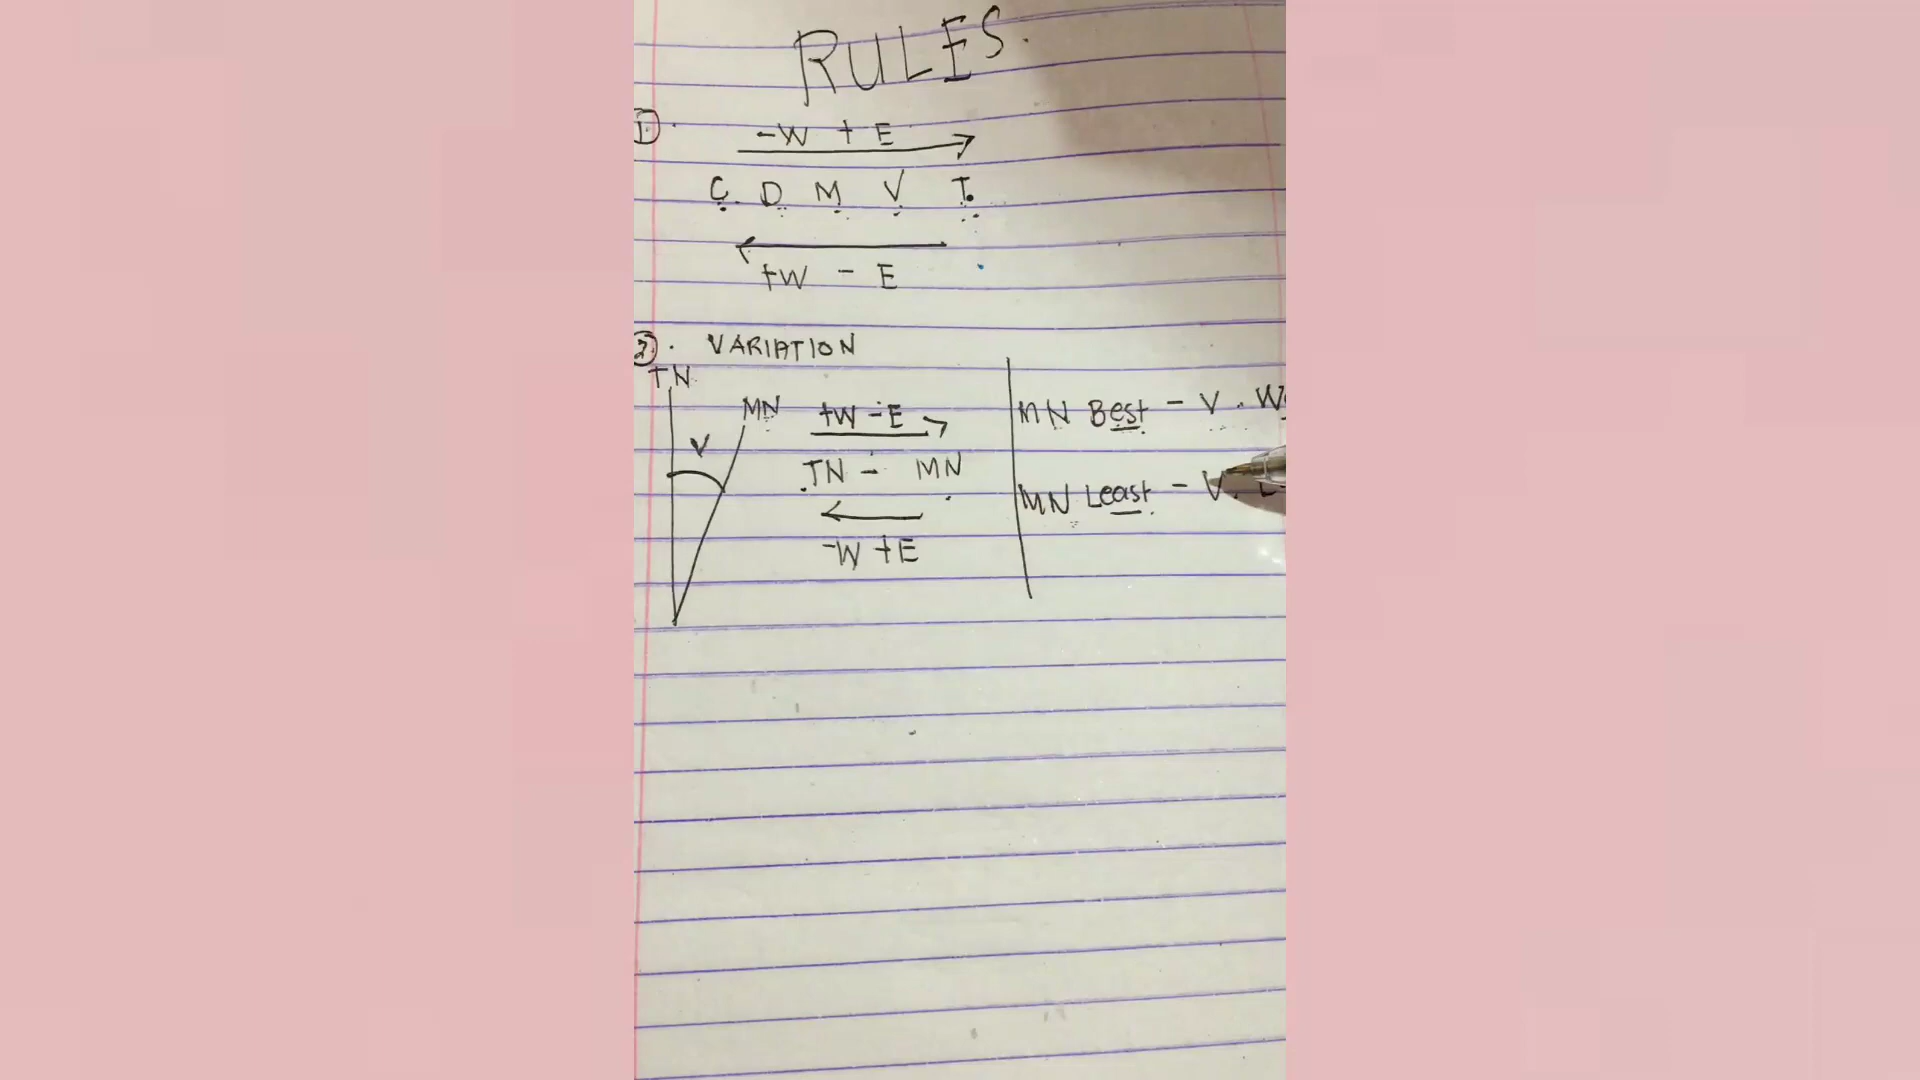 RULES.
①.
-W + E
C. D M V T.
+W - E
②. VARIATION
TN
MN
V
+W -E
TN - MN
-W +E
MN Best - V. W
MN Least - V.